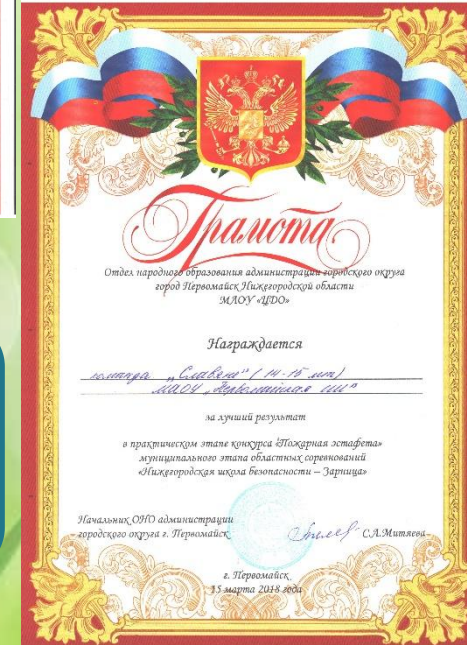 Грамота
Отдел народного образования администрации городского округа
город Первомайск Нижегородской области
МАОУ «ЦДО»
Награждается
команда „Славяне" (14-15 лет)
МАОУ „Первомайская СШ"
за лучший результат
в практическом этапе конкурса «Пожарная эстафета»
муниципального этапа областных соревнований
«Нижегородская школа безопасности – Зарница»
Начальник ОНО администрации
городского округа г. Первомайск С.А.Митяева
г. Первомайск
15 марта 2018 года